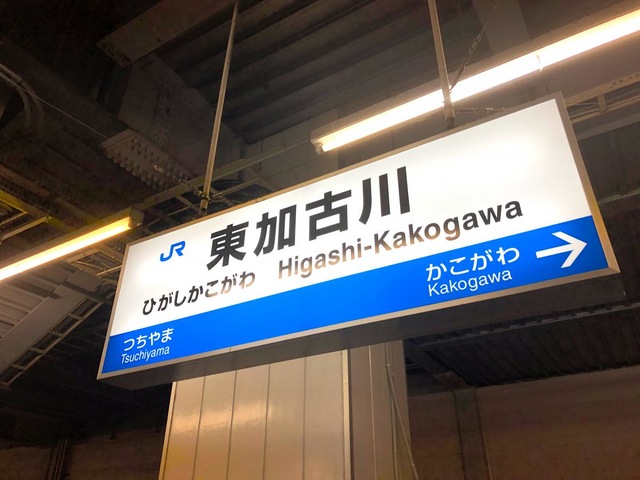 JR 東加古川
ひがしかこがわ Higashi-Kakogawa
つちやま
Tsuchiyama
かこがわ
Kakogawa